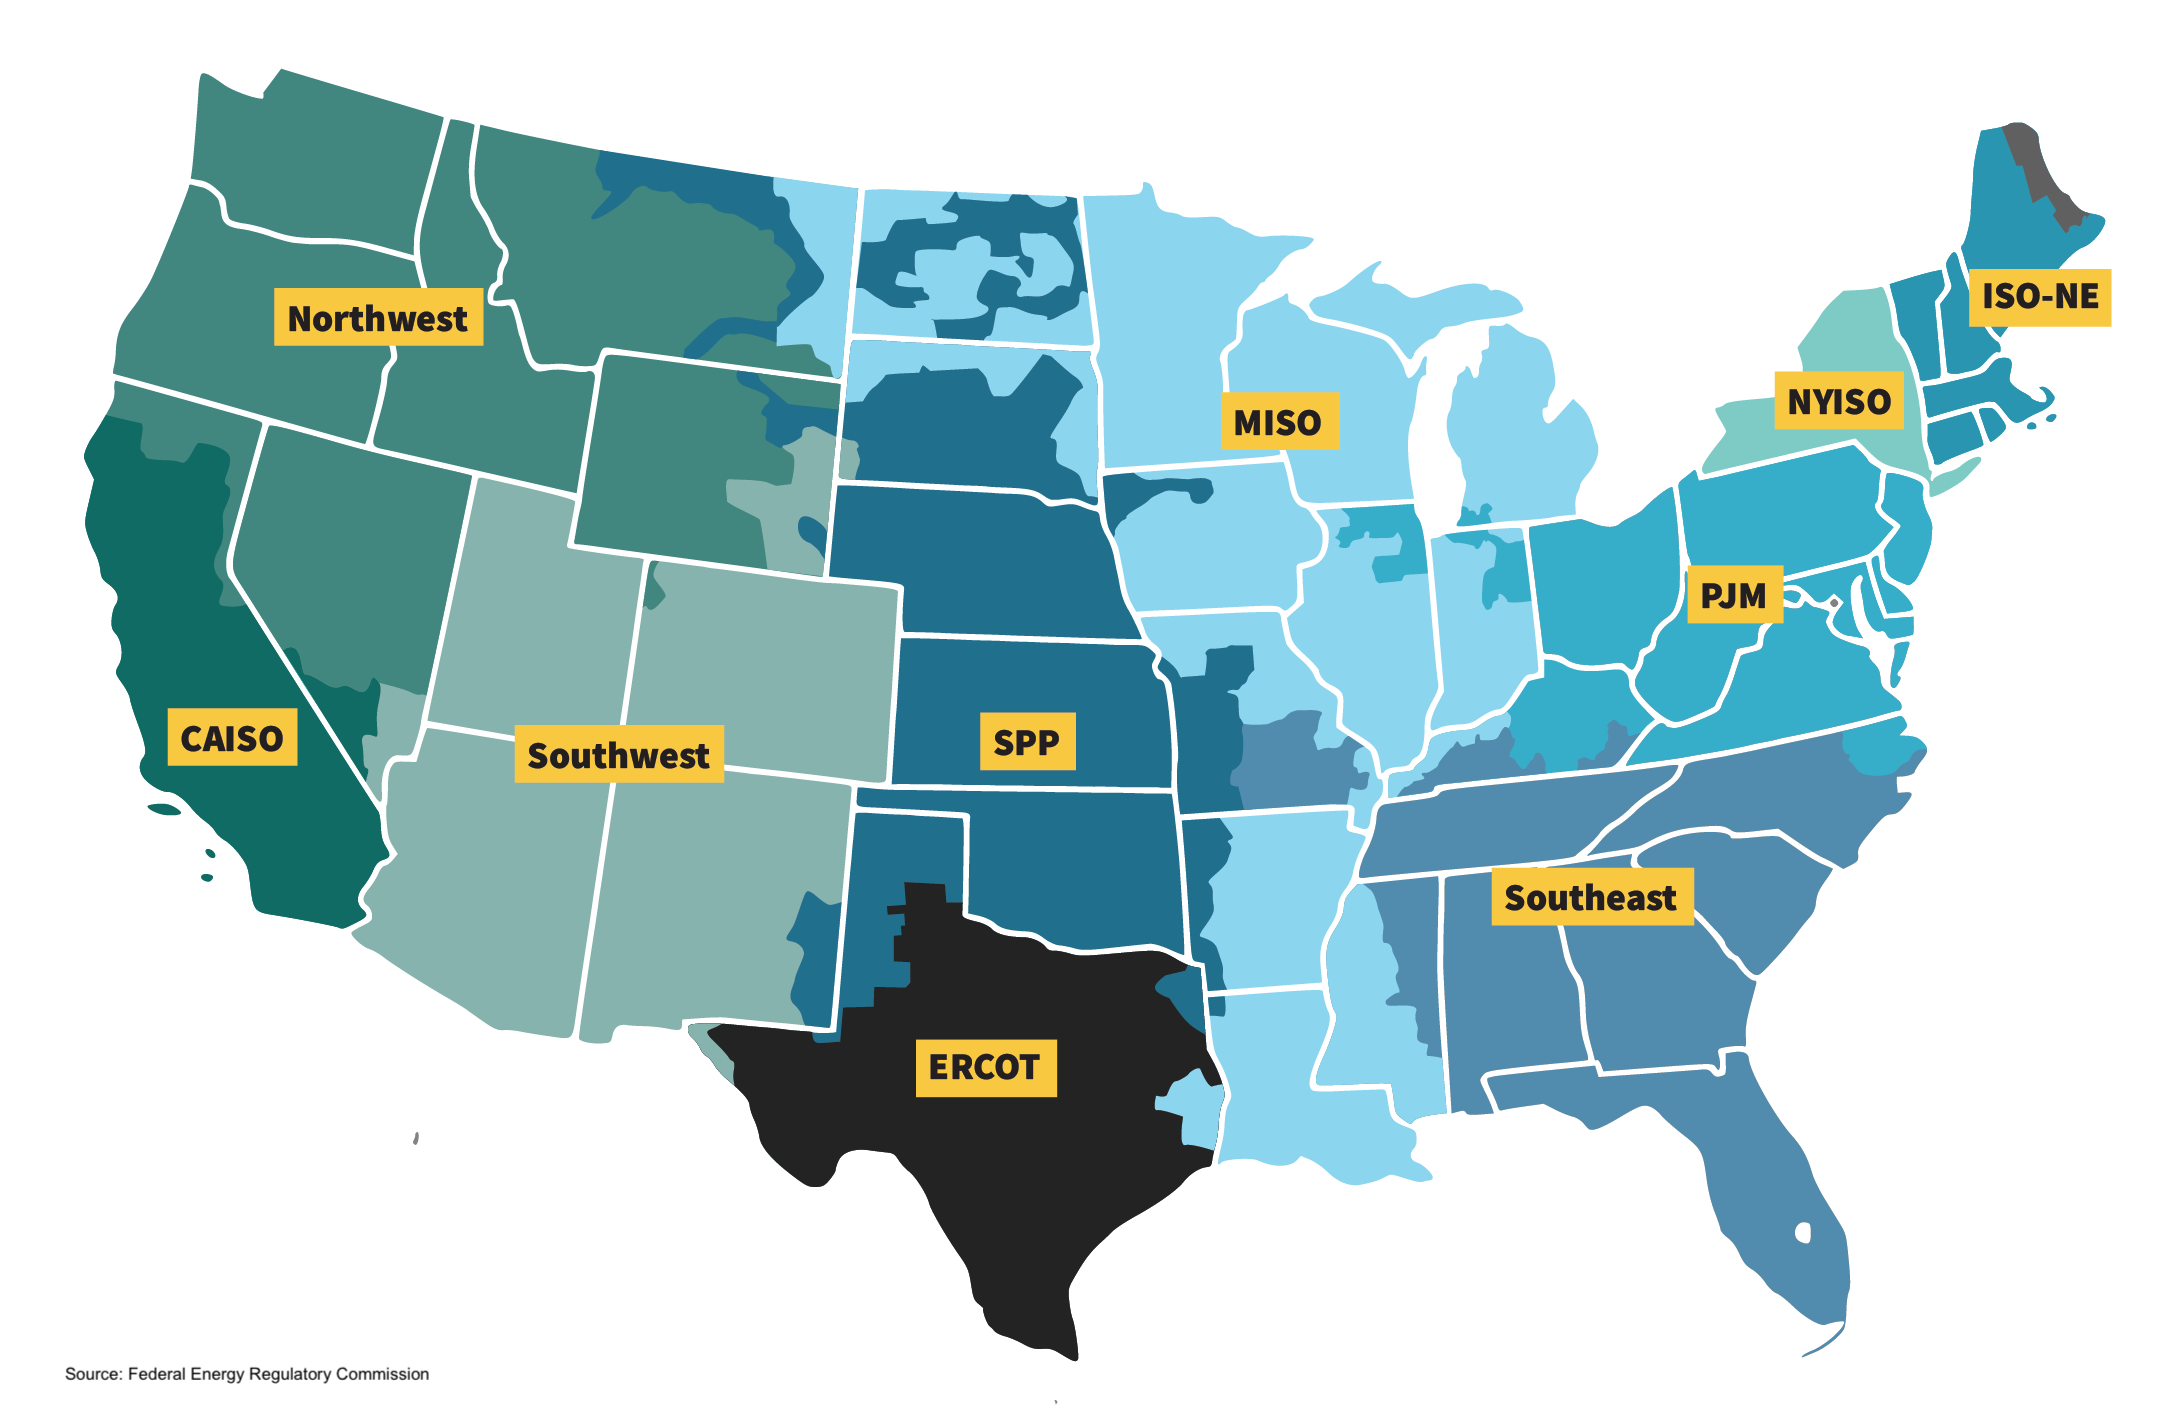 ISO-NE
Northwest
NYISO
MISO
PJM
CAISO
Southwest
SPP
Southeast
ERCOT
Source: Federal Energy Regulatory Commission